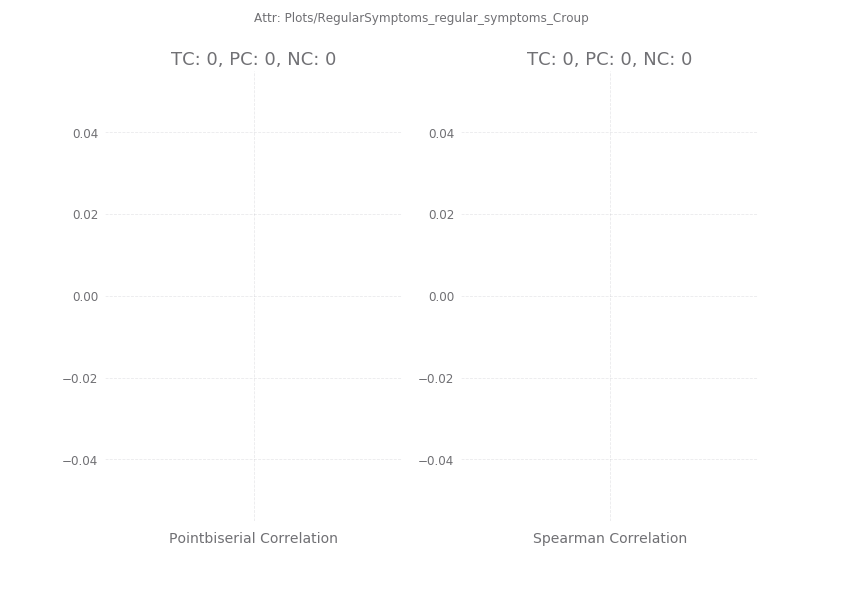 Attr: Plots/RegularSymptoms_regular_symptoms_Croup
TC: 0, PC: 0, NC: 0
0.04
0.02
0.00
−0.02
−0.04
Pointbiserial Correlation
TC: 0, PC: 0, NC: 0
0.04
0.02
0.00
−0.02
−0.04
Spearman Correlation